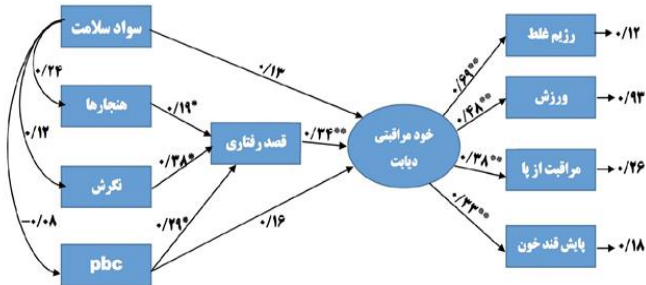 سواد سلامت
هنجارها
نگرش
pbc
۰/۲۴
۰/۱۲
-۰/۰۸
۰/۱۳
۰/۱۹*
۰/۳۸*
۰/۲۹*
قصد رفتاری
۰/۳۴**
۰/۱۶
خود مراقبتی
دیابت
۰/۶۹**
۰/۴۸**
۰/۳۸**
۰/۳۳**
رژیم غلط
۰/۱۲
ورزش
۰/۹۳
مراقبت از پا
۰/۲۶
پایش قند خون
۰/۱۸